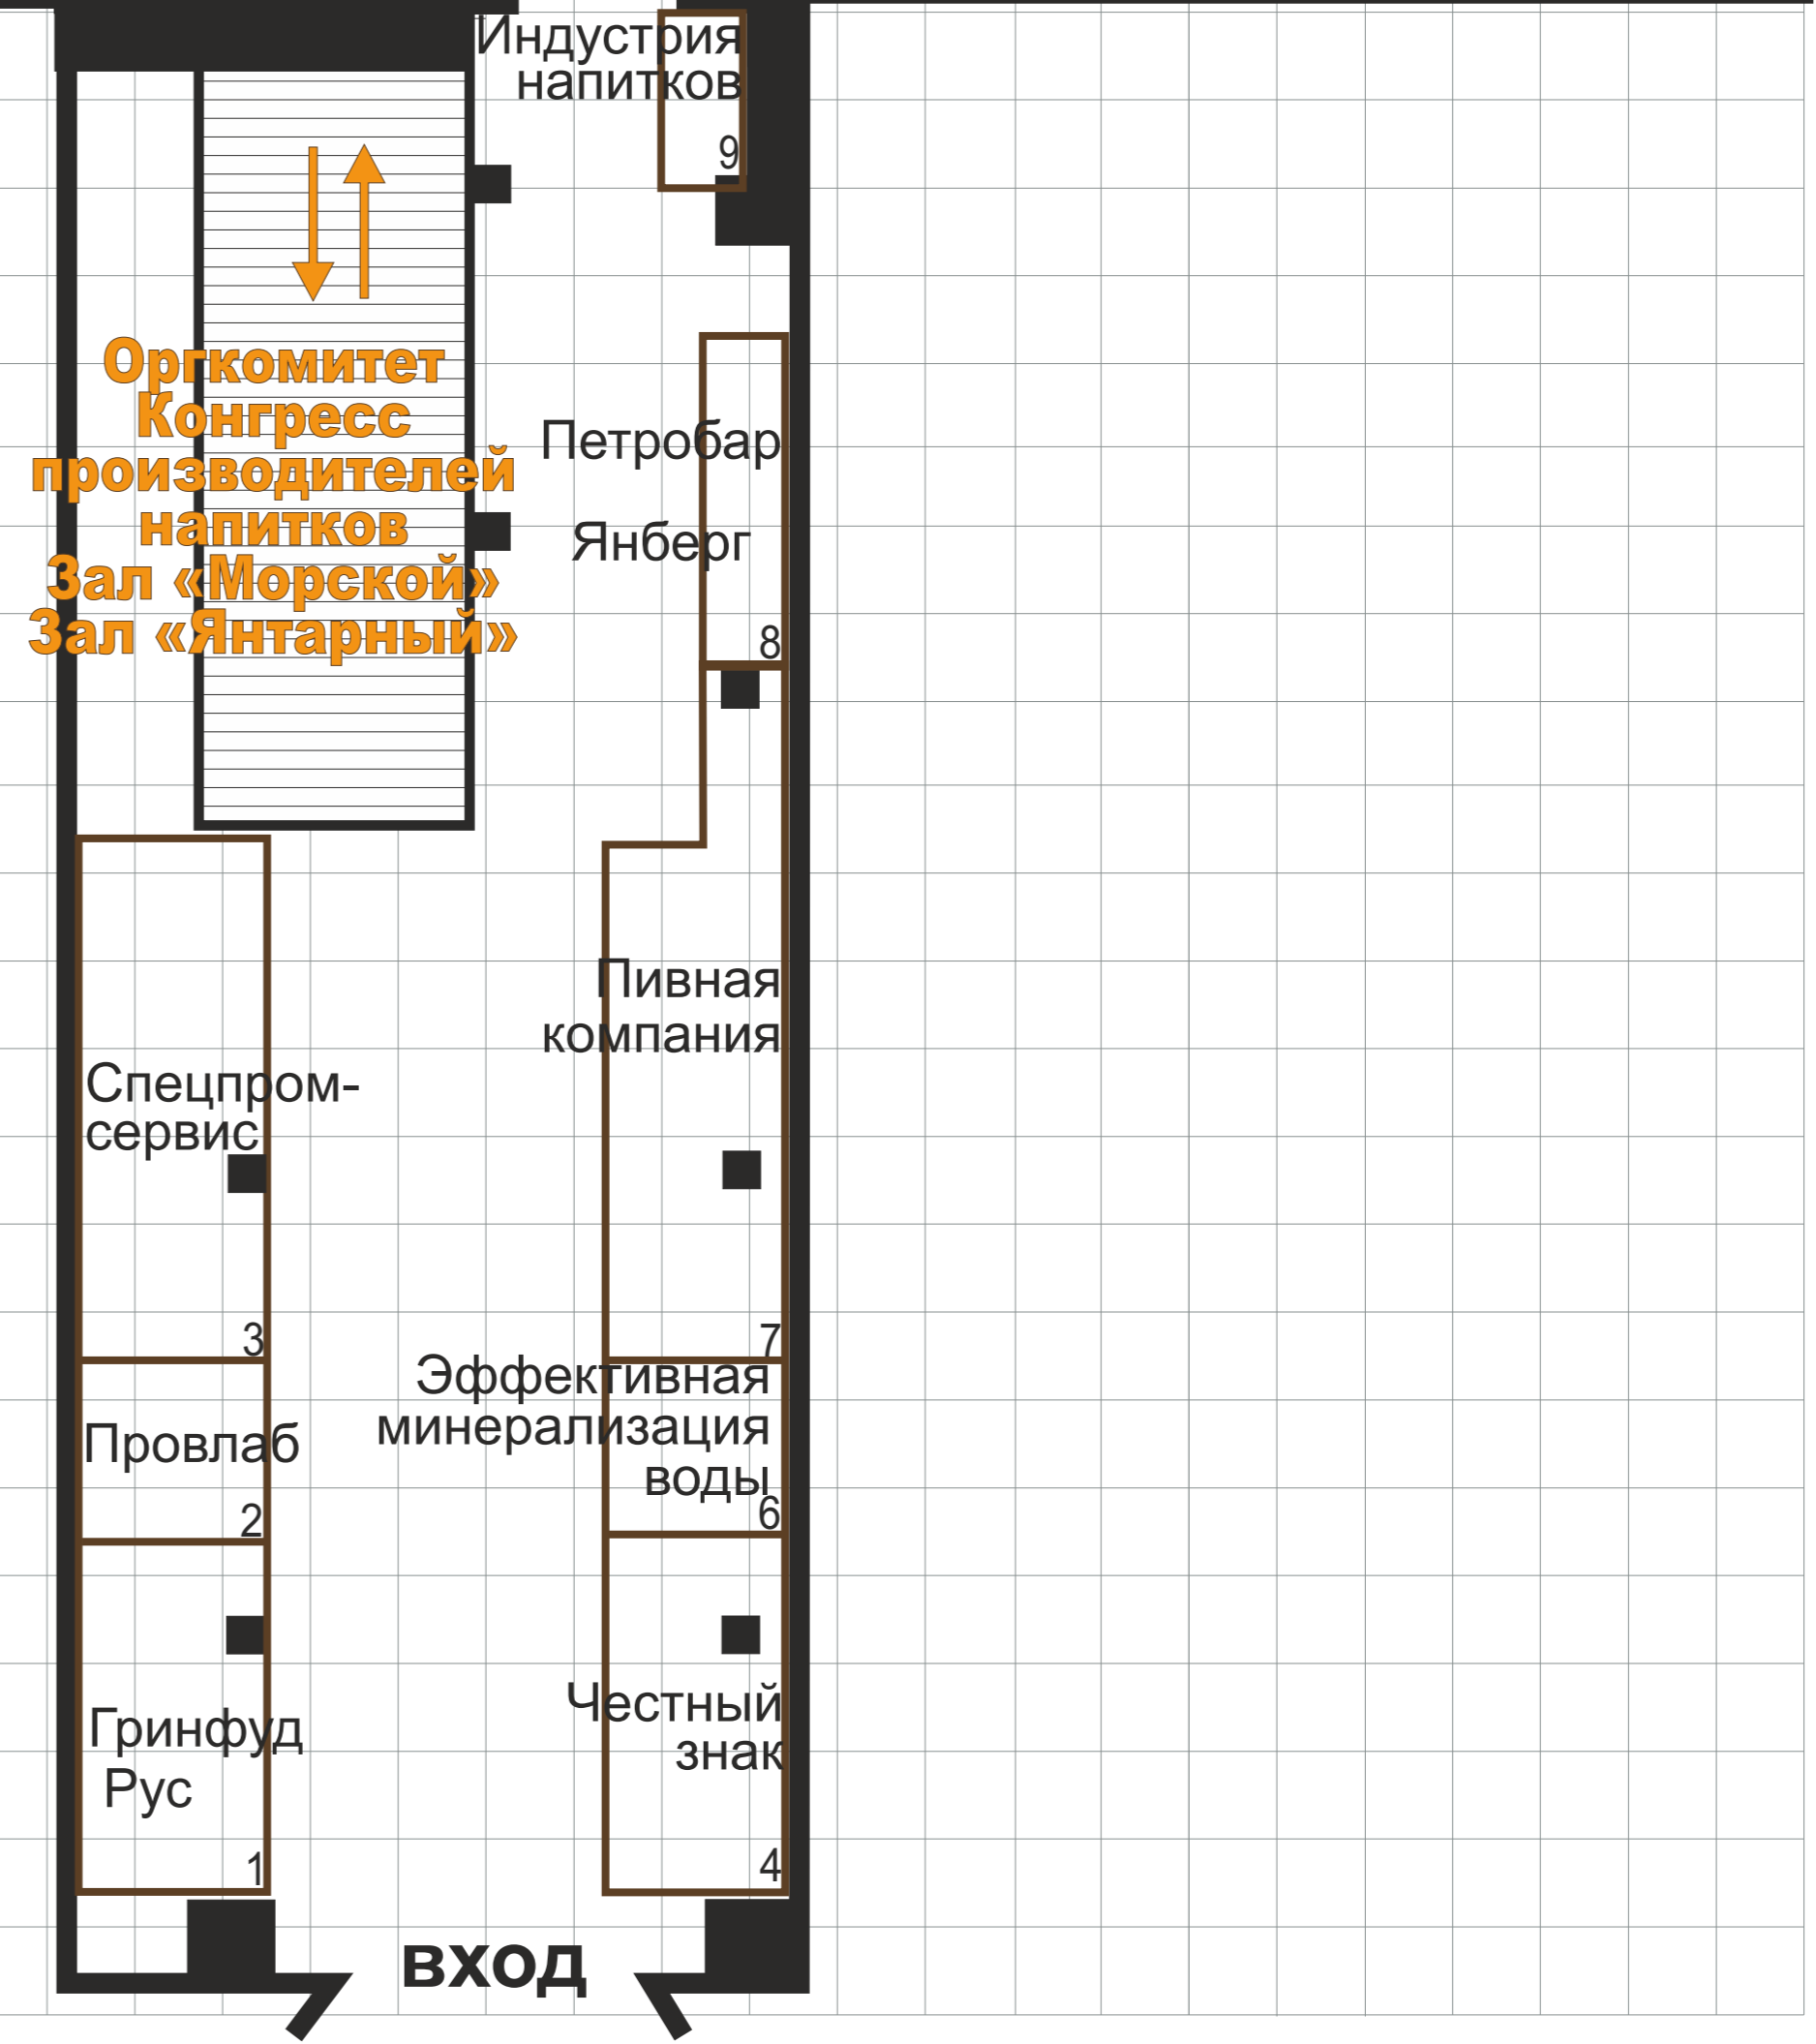 Индустрия
напитков
9
Оргкомитет
Конгресс
производителей
напитков
Зал «Морской»
Зал «Янтарный»
Петробар
Янберг
8
Пивная
компания
7
Спецпром-
сервис
3
Эффективная
минерализация
воды
6
Провлаб
2
Честный
знак
4
Гринфуд
Рус
1
вход